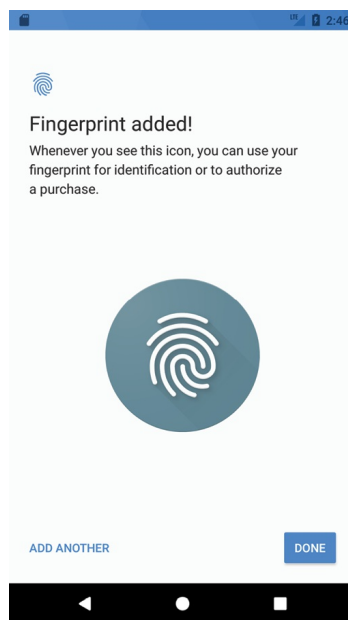 2:46
Fingerprint added!
Whenever you see this icon, you can use your
fingerprint for identification or to authorize
a purchase.
ADD ANOTHER
DONE